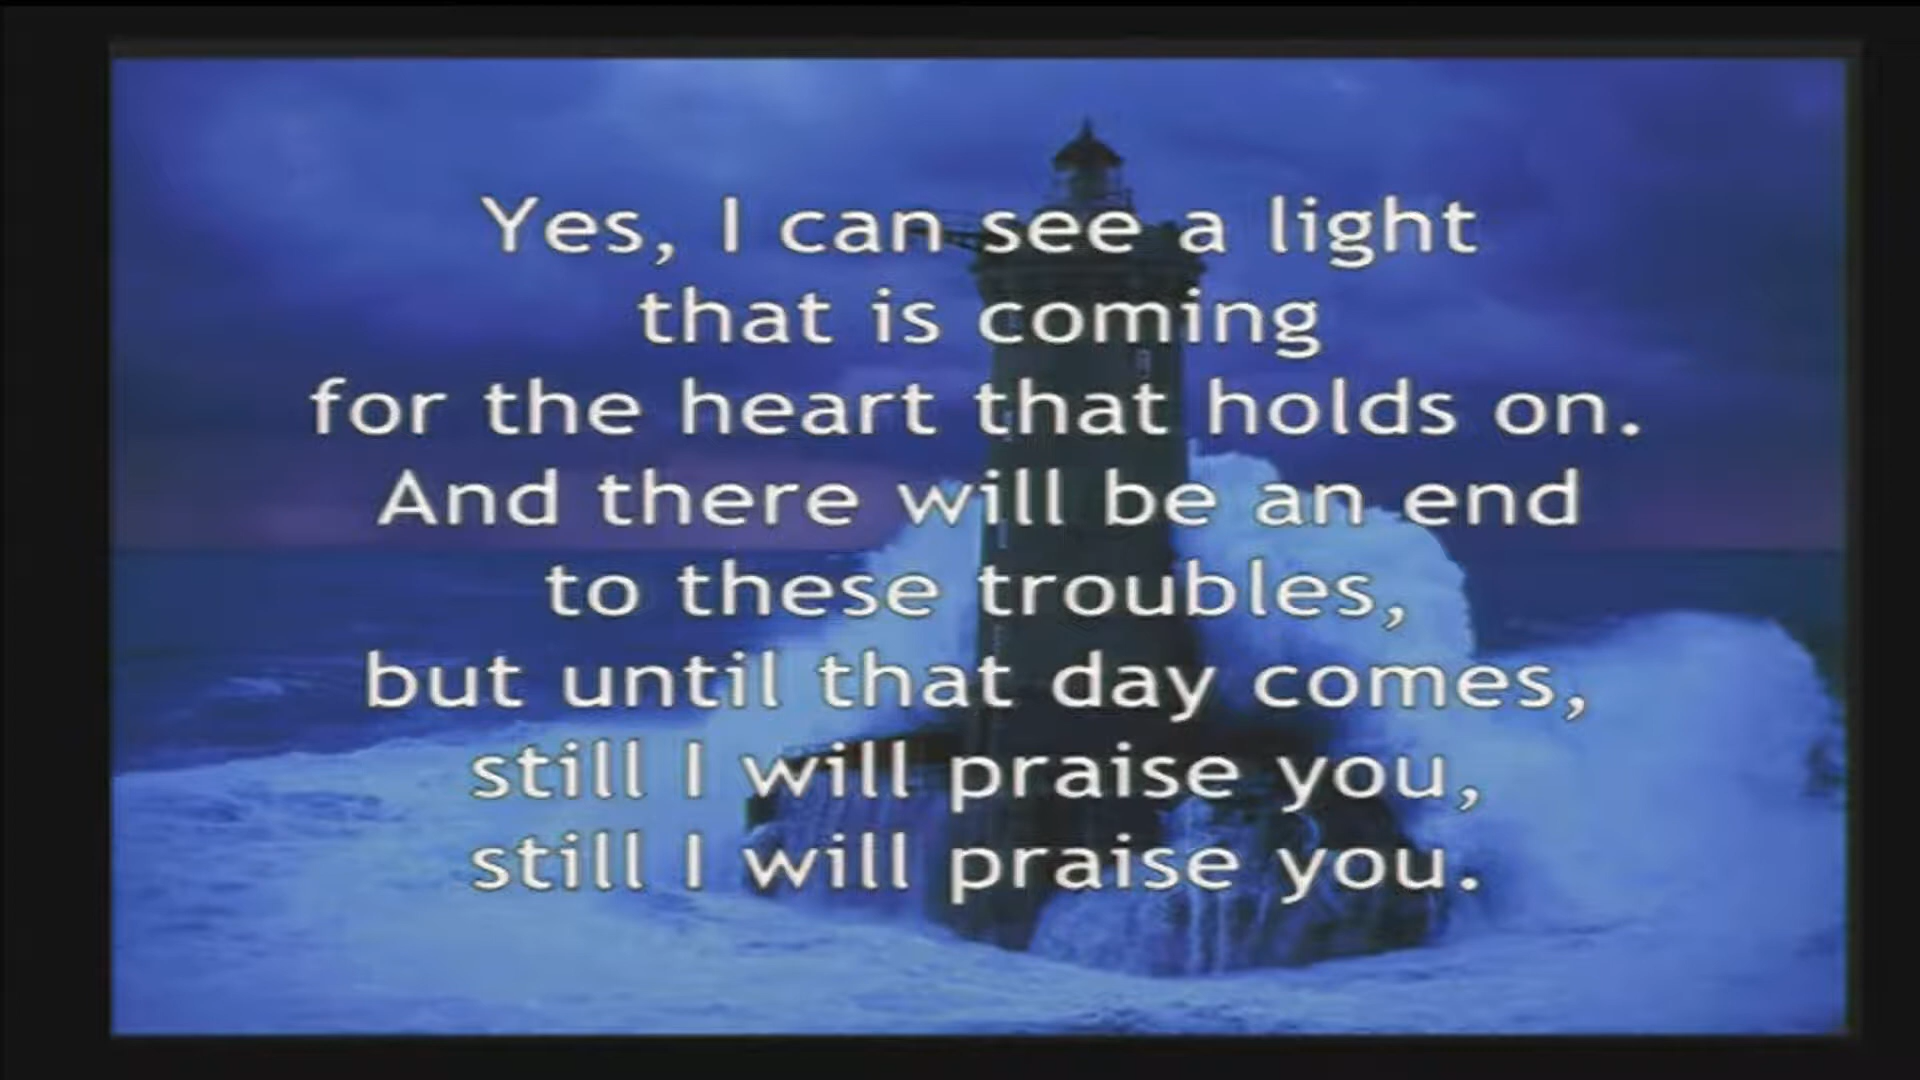 Yes, I can see a light
that is coming
for the heart that holds on.
And there will be an end
to these troubles,
but until that day comes,
still I will praise you,
still I will praise you.